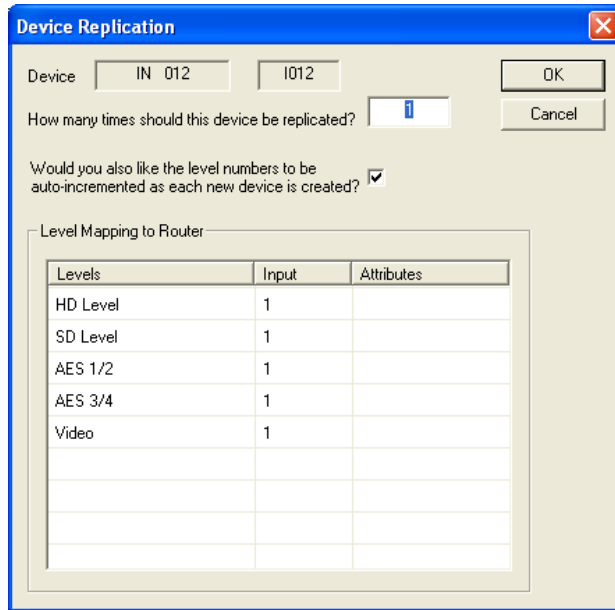 Device Replication
Device IN 012 I012 OK
How many times should this device be replicated? 1
Cancel
Would you also like the level numbers to be
auto-incremented as each new device is created?
Level Mapping to Router
Levels Input Attributes
HD Level 1
SD Level 1
AES 1/2 1
AES 3/4 1
Video 1